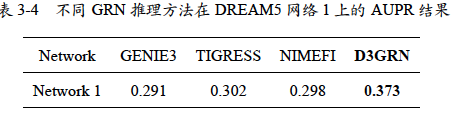 表 3-4 不同 GRN 推理方法在 DREAM5 网络 1 上的 AUPR 结果
Network GENIE3 TIGRESS NIMEFI D3GRN
Network 1 0.291 0.302 0.298 0.373